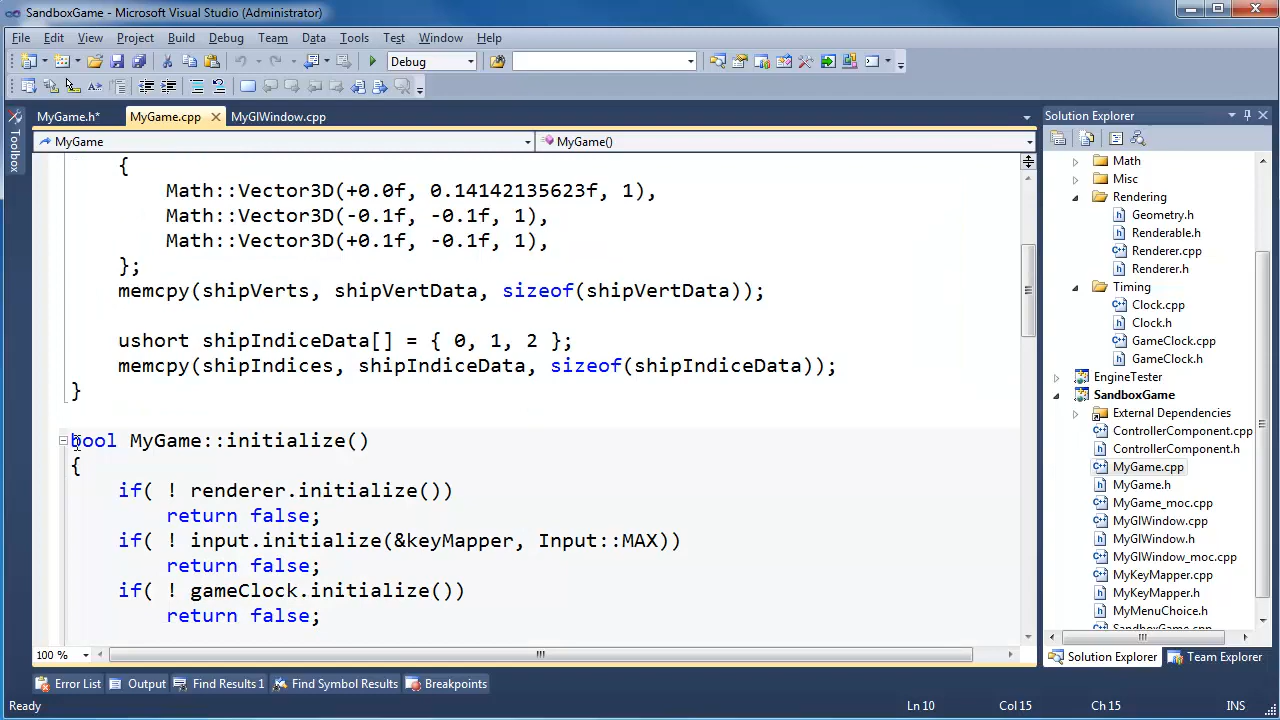 SandboxGame - Microsoft Visual Studio (Administrator)
File Edit View Project Build Debug Team Data Tools Test Window Help
Debug
MyGame.h* MyGame.cpp MyGlWindow.cpp
MyGame MyGame()
Toolbox
{
Math::Vector3D(+0.0f, 0.14142135623f, 1),
Math::Vector3D(-0.1f, -0.1f, 1),
Math::Vector3D(+0.1f, -0.1f, 1),
};
memcpy(shipVerts, shipVertData, sizeof(shipVertData));
ushort shipIndiceData[] = { 0, 1, 2 };
memcpy(shipIndices, shipIndiceData, sizeof(shipIndiceData));
}
bool MyGame::initialize()
{
if( ! renderer.initialize())
return false;
if( ! input.initialize(&keyMapper, Input::MAX))
return false;
if( ! gameClock.initialize())
return false;
100 %
Solution Explorer
Math
Misc
Rendering
Geometry.h
Renderable.h
Renderer.cpp
Renderer.h
Timing
Clock.cpp
Clock.h
GameClock.cpp
GameClock.h
EngineTester
SandboxGame
External Dependencies
ControllerComponent.cpp
ControllerComponent.h
MyGame.cpp
MyGame.h
MyGame_moc.cpp
MyGlWindow.cpp
MyGlWindow.h
MyGlWindow_moc.cpp
MyKeyMapper.cpp
MyKeyMapper.h
MyMenuChoice.h
SandboxGame.cpp
Solution Explorer Team Explorer
Error List Output Find Results 1 Find Symbol Results Breakpoints
Ready Ln 10 Col 15 Ch 15 INS